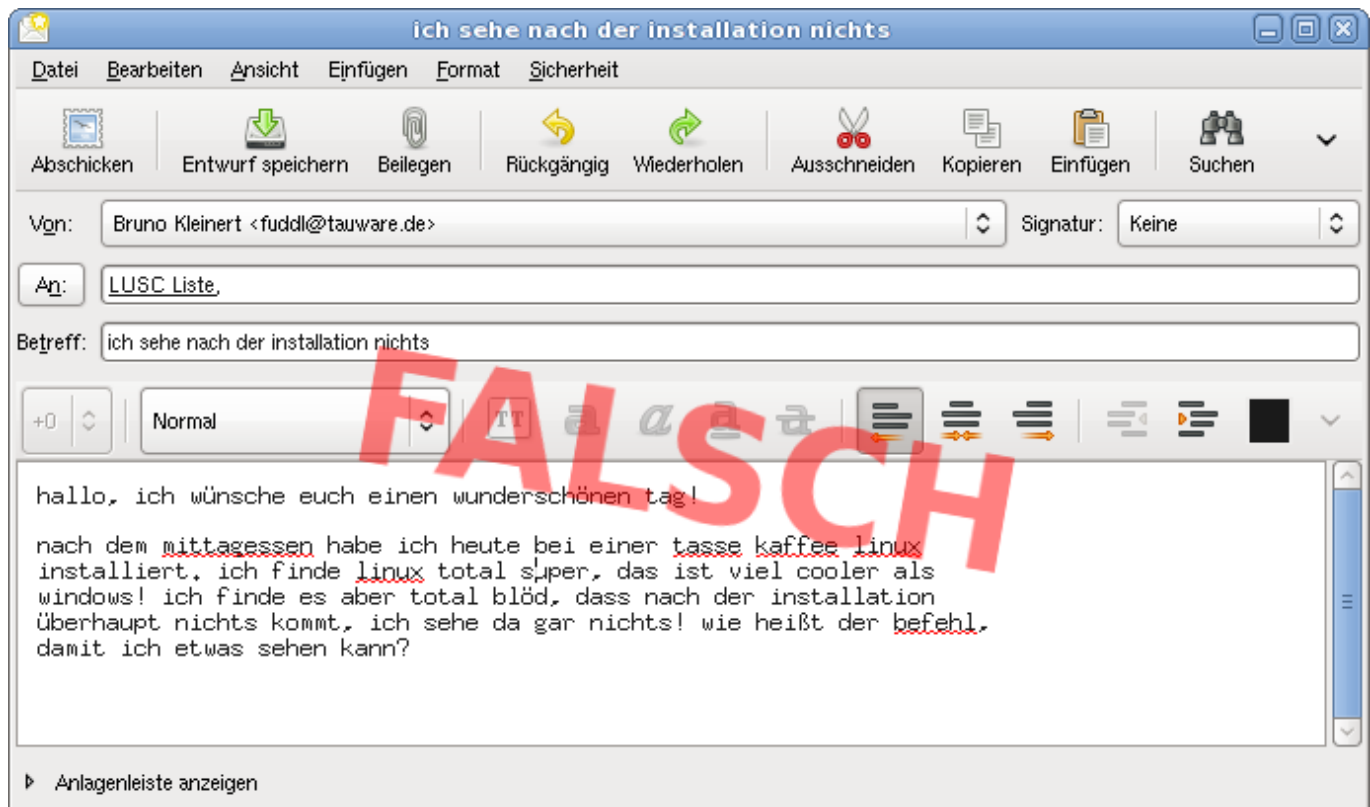 ich sehe nach der installation nichts
Datei Bearbeiten Ansicht Einfügen Format Sicherheit
Abschicken Entwurf speichern Beilegen Rückgängig Wiederholen Ausschneiden Kopieren Einfügen Suchen
Von: Bruno Kleinert <fuddl@tauware.de> Signatur: Keine
An: LUSC Liste,
Betreff: ich sehe nach der installation nichts
FALSCH
+0 Normal TT a a a a
hallo, ich wünsche euch einen wunderschönen tag!
nach dem mittagessen habe ich heute bei einer tasse kaffee linux
installiert. ich finde linux total super, das ist viel cooler als
windows! ich finde es aber total blöd, dass nach der installation
überhaupt nichts kommt, ich sehe da gar nichts! wie heißt der befehl,
damit ich etwas sehen kann?
Anlagenleiste anzeigen